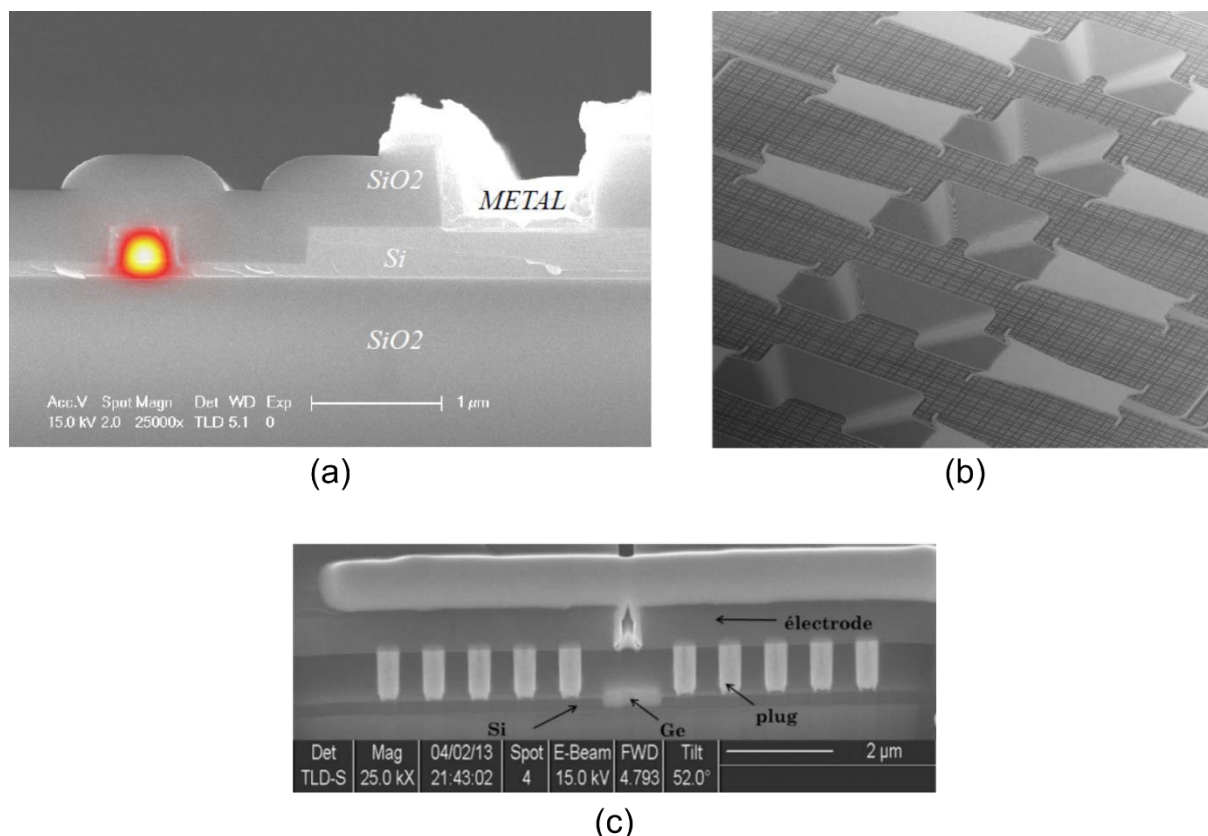 SiO2
METAL
Si
SiO2
Acc.V Spot Magn Det WD Exp
15.0 kV 2.0 25000x TLD 5.1 0
1 µm
(a)
(b)
électrode
Si
Ge
plug
Det Mag 04/02/13 Spot E-Beam FWD Tilt
TLD-S 25.0 kX 21:43:02 4 15.0 kV 4.793 52.0°
2 µm
(c)